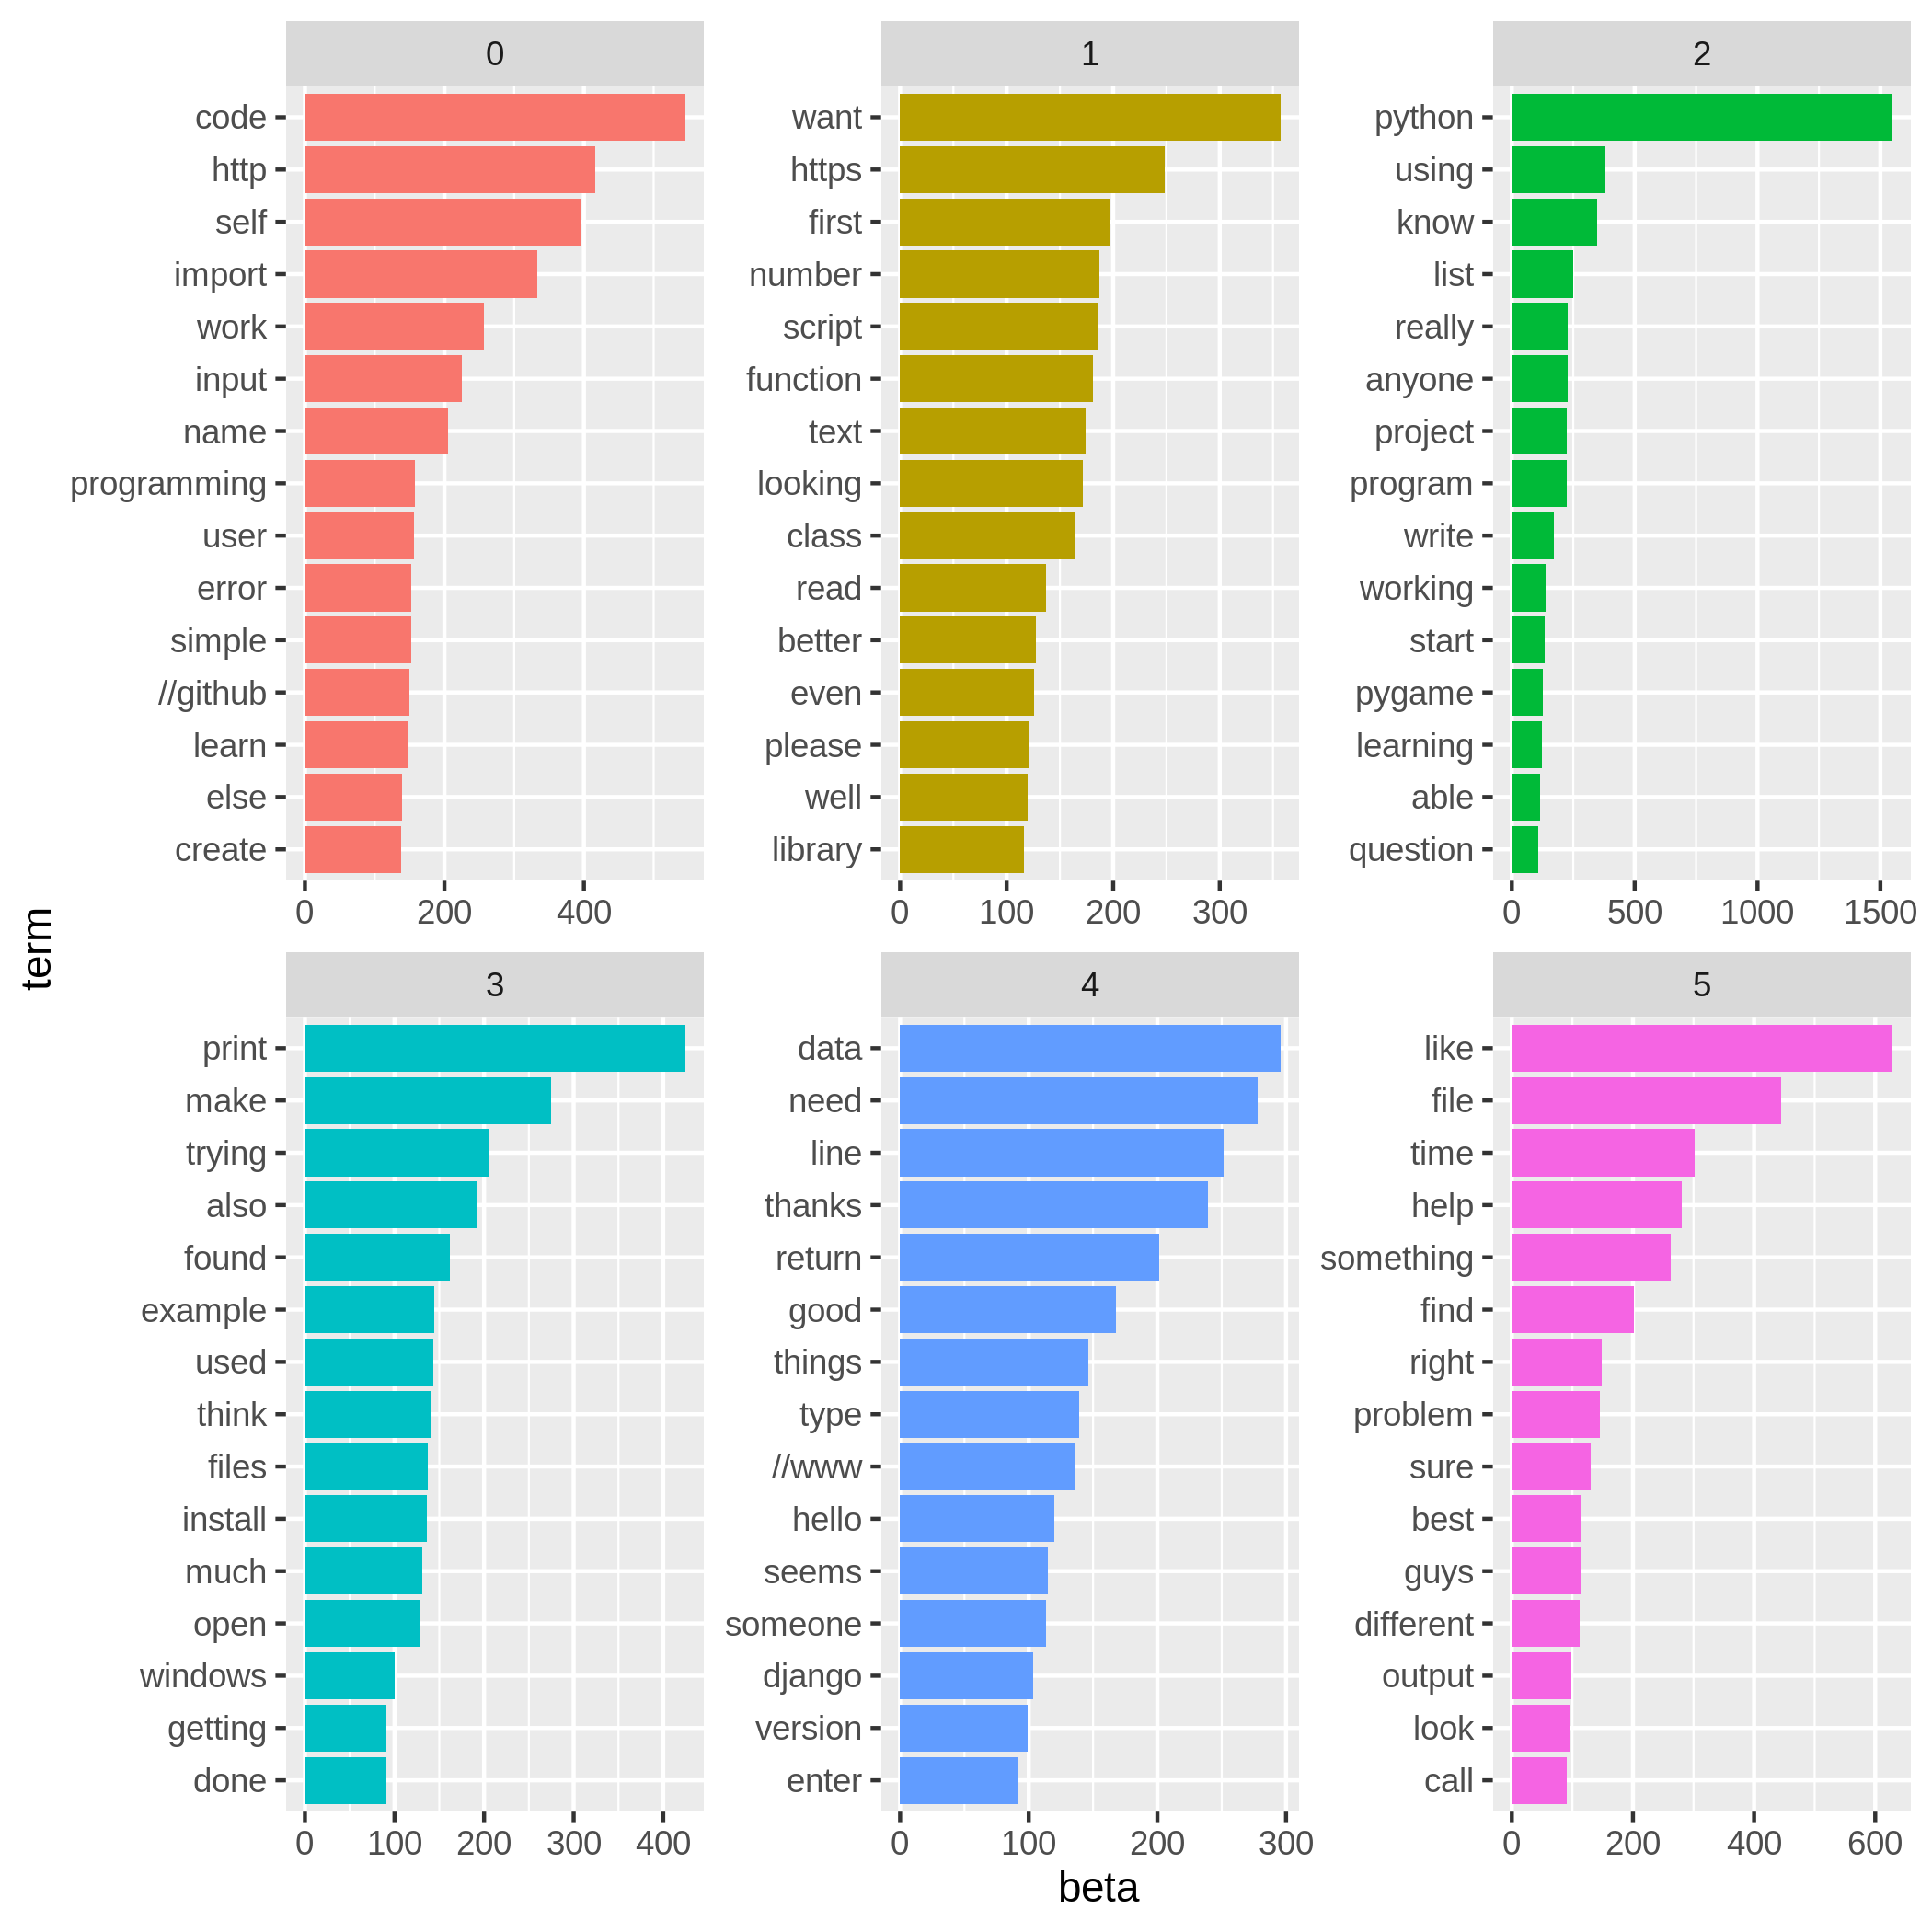 0
code
http
self
import
work
input
name
programming
user
error
simple
//github
learn
else
create
0 200 400
1
want
https
first
number
script
function
text
looking
class
read
better
even
please
well
library
0 100 200 300
2
python
using
know
list
really
anyone
project
program
write
working
start
pygame
learning
able
question
0 500 1000 1500
term
3
print
make
trying
also
found
example
used
think
files
install
much
open
windows
getting
done
0 100 200 300 400
4
data
need
line
thanks
return
good
things
type
//www
hello
seems
someone
django
version
enter
0 100 200 300
5
like
file
time
help
something
find
right
problem
sure
best
guys
different
output
look
call
0 200 400 600
beta